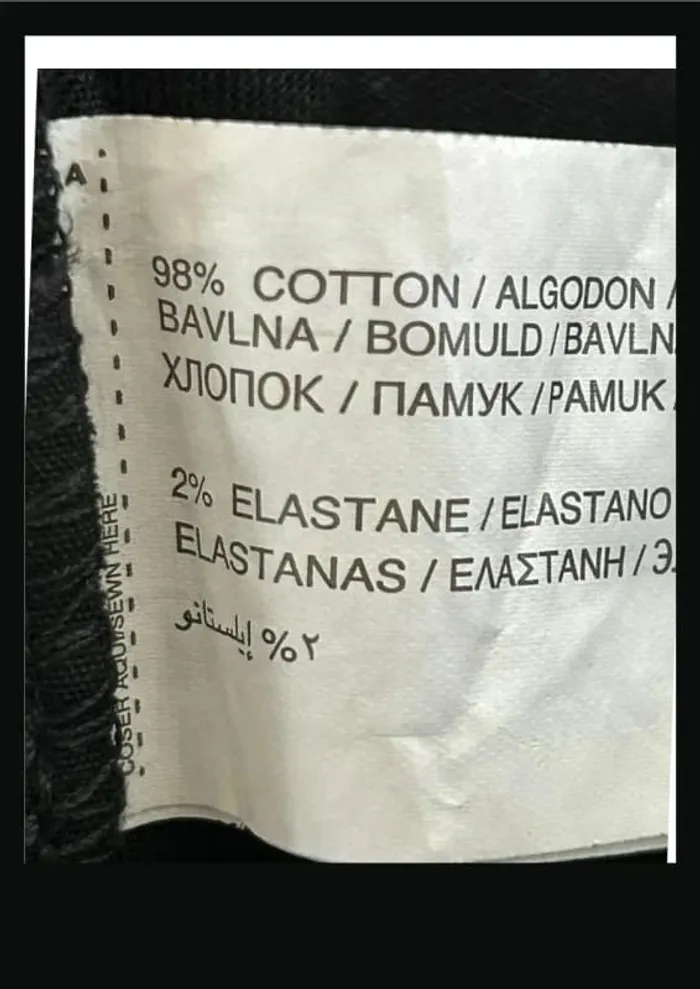 A
98% COTTON / ALGODON /
BAVLNA / BOMULD / BAVLN
ХЛОПОК / ПАМУК / PAMUK
2% ELASTANE / ELASTANO
ELASTANAS / ΕΛΑΣΤΑΝΗ / Э
٢% إيلستانو
COSER AQUI/SEWN HERE